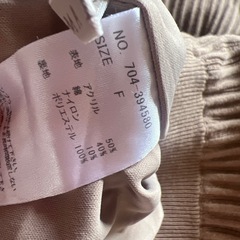 NO. 704-394580
SIZE F
表地 アクリル 50%
綿 40%
ナイロン 10%
裏地 ポリエステル 100%